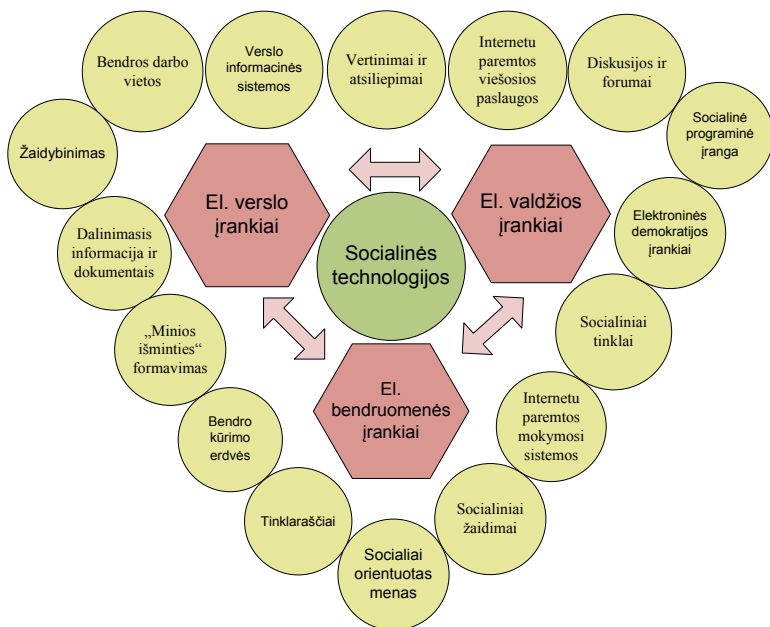 Bendros darbo
vietos
Verslo
informacinės
sistemos
Vertinimai ir
atsiliepimai
Internetu
paremtos
viešosios
paslaugos
Diskusijos ir
forumai
Socialinė
programinė
įranga
Žaidybinimas
El. verslo
įrankiai
El. valdžios
įrankiai
Elektroninės
demokratijos
įrankiai
Dalinimasis
informacija ir
dokumentais
Socialinės
technologijos
„Minios
išminties“
formavimas
Socialiniai
tinklai
El.
bendruomenės
įrankiai
Internetu
paremtos
mokymosi
sistemos
Bendro
kūrimo
erdvės
Tinklaraščiai
Socialiniai
žaidimai
Socialiai
orientuotas
menas